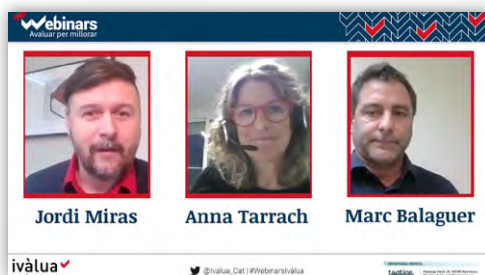 Webinars
Avaluar per millorar
Jordi Miras
Anna Tarrach
Marc Balaguer
ivàlua
@Ivalua_Cat | #WebinarsIvàlua